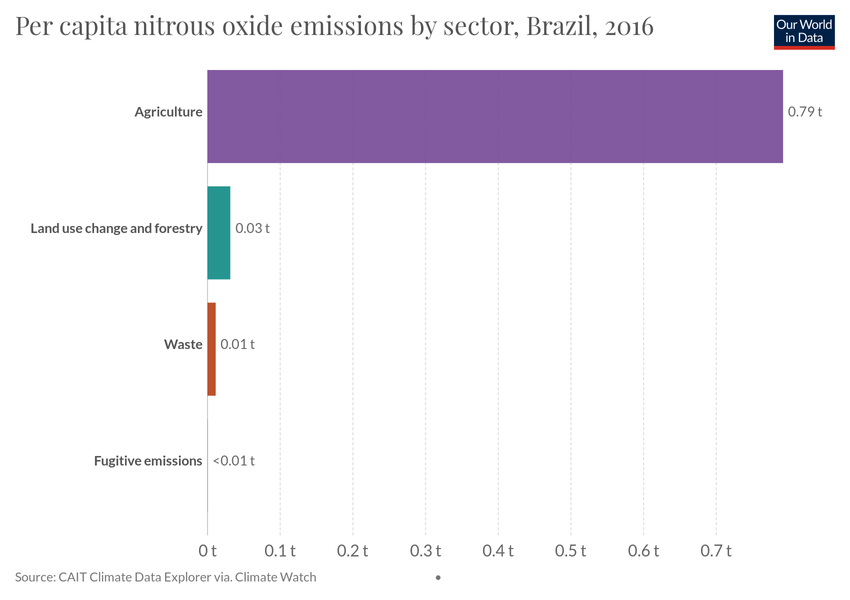 Per capita nitrous oxide emissions by sector, Brazil, 2016
Our World
in Data
Agriculture
0.79 t
Land use change and forestry
0.03 t
Waste
0.01 t
Fugitive emissions
<0.01 t
0 t
0.1 t
0.2 t
0.3 t
0.4 t
0.5 t
0.6 t
0.7 t
Source: CAIT Climate Data Explorer via. Climate Watch
•